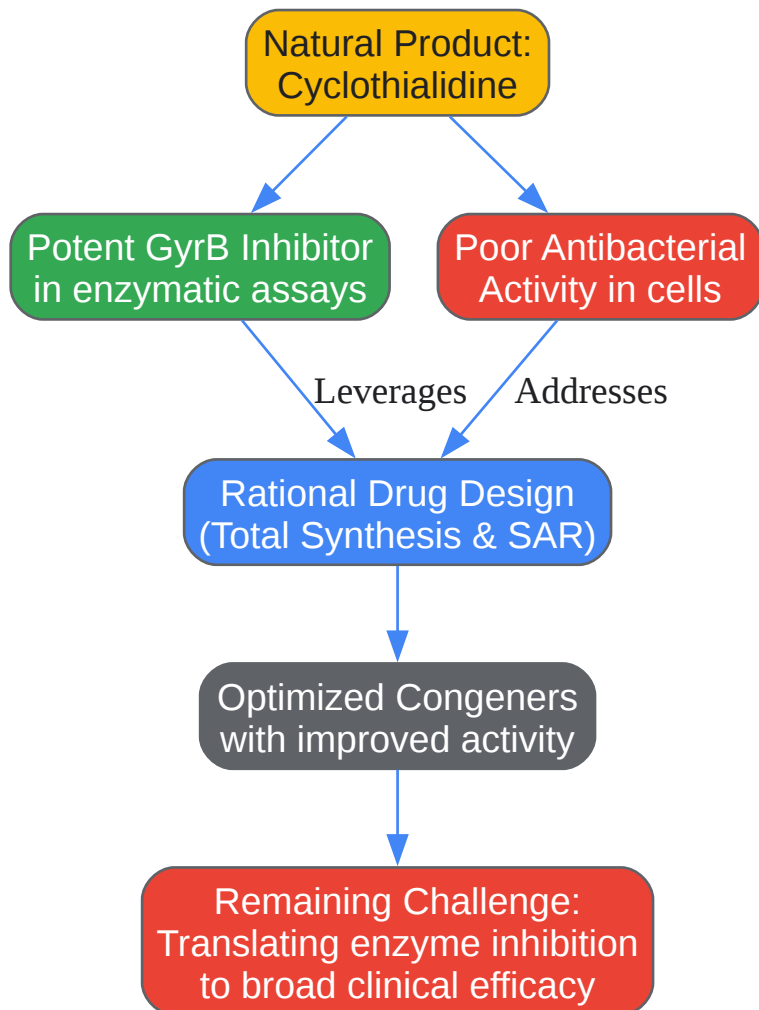 Natural Product:
Cyclothialidine
Potent GyrB Inhibitor
in enzymatic assays
Poor Antibacterial
Activity in cells
Leverages
Addresses
Rational Drug Design
(Total Synthesis & SAR)
Optimized Congeners
with improved activity
Remaining Challenge:
Translating enzyme inhibition
to broad clinical efficacy